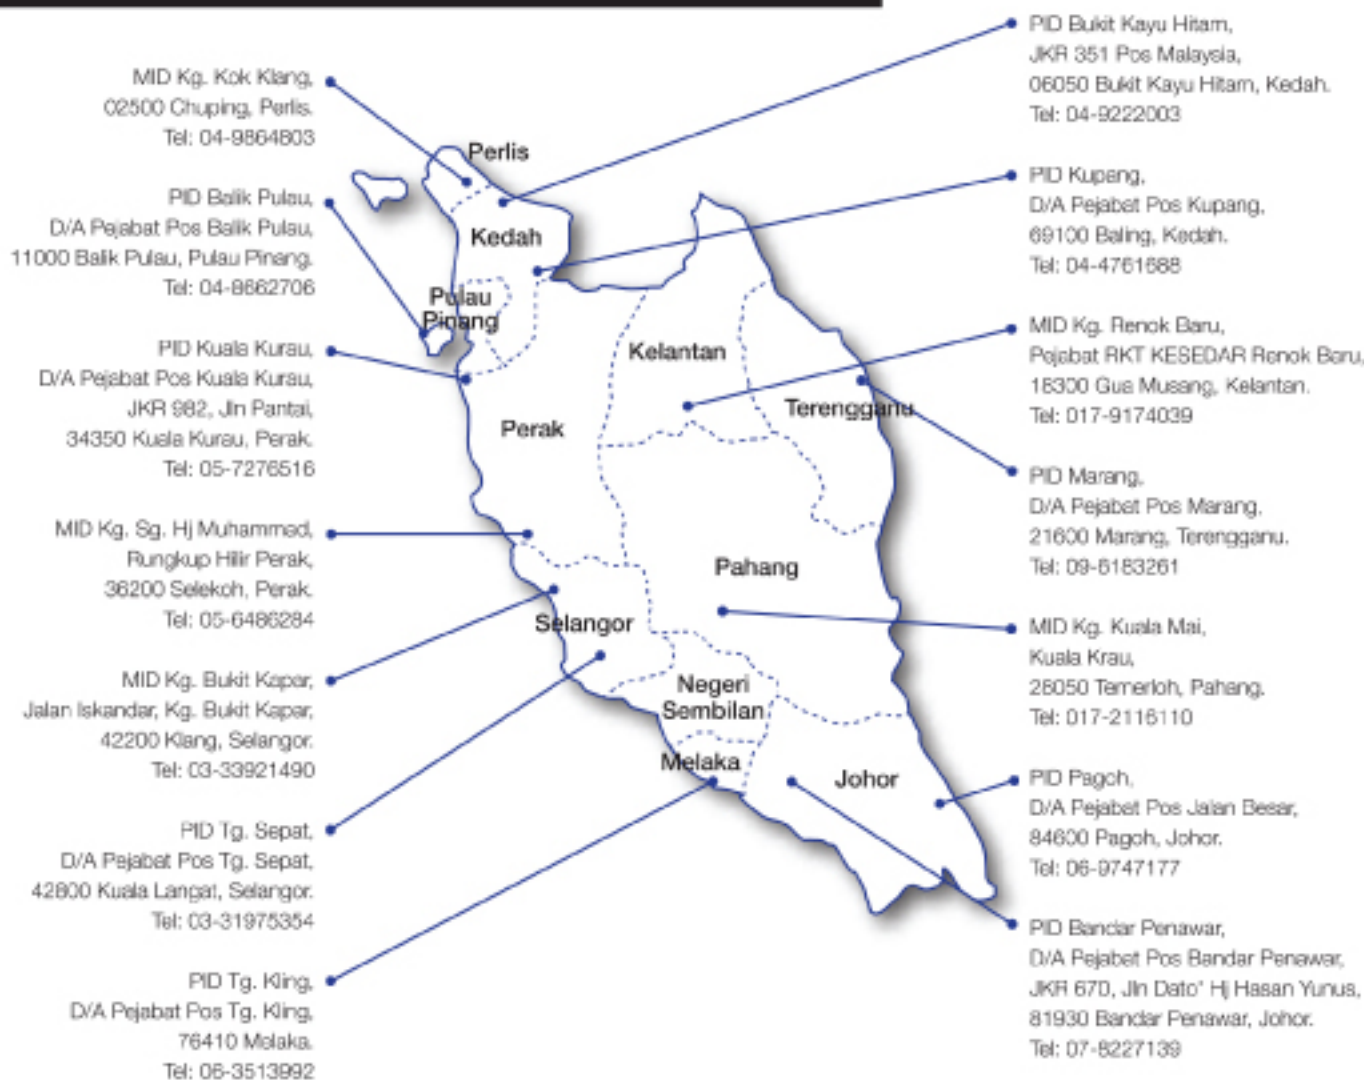 MID Kg. Kok Klang,
02500 Chuping, Perlis.
Tel: 04-9864803
PID Balik Pulau,
D/A Pejabat Pos Balik Pulau,
11000 Balik Pulau, Pulau Pinang.
Tel: 04-8662706
PID Kuala Kurau,
D/A Pejabat Pos Kuala Kurau,
JKR 982, Jln Pantai,
34350 Kuala Kurau, Perak.
Tel: 05-7276516
MID Kg. Sg. Hj Muhammad,
Rungkup Hilir Perak,
36200 Selekoh, Perak.
Tel: 05-6486284
MID Kg. Bukit Kapar,
Jalan Iskandar, Kg. Bukit Kapar,
42200 Klang, Selangor.
Tel: 03-33921490
PID Tg. Sepat,
D/A Pejabat Pos Tg. Sepat,
42800 Kuala Langat, Selangor.
Tel: 03-31975354
PID Tg. Kling,
D/A Pejabat Pos Tg. Kling,
76410 Melaka.
Tel: 06-3513992
Perlis
Kedah
Pulau
Pinang
Kelantan
Terengganu
Perak
Pahang
Selangor
Negeri
Sembilan
Melaka
Johor
PID Bukit Kayu Hitam,
JKR 351 Pos Malaysia,
06050 Bukit Kayu Hitam, Kedah.
Tel: 04-9222003
PID Kupang,
D/A Pejabat Pos Kupang,
69100 Baling, Kedah.
Tel: 04-4761688
MID Kg. Renok Baru,
Pejabat RKT KESEDAR Renok Baru,
18300 Gua Musang, Kelantan.
Tel: 017-9174039
PID Marang,
D/A Pejabat Pos Marang,
21600 Marang, Terengganu.
Tel: 09-6183261
MID Kg. Kuala Mai,
Kuala Krau,
28050 Temerloh, Pahang.
Tel: 017-2116110
PID Pagoh,
D/A Pejabat Pos Jalan Besar,
84600 Pagoh, Johor.
Tel: 06-9747177
PID Bandar Penawar,
D/A Pejabat Pos Bandar Penawar,
JKR 670, Jln Dato' Hj Hasan Yunus,
81930 Bandar Penawar, Johor.
Tel: 07-8227139